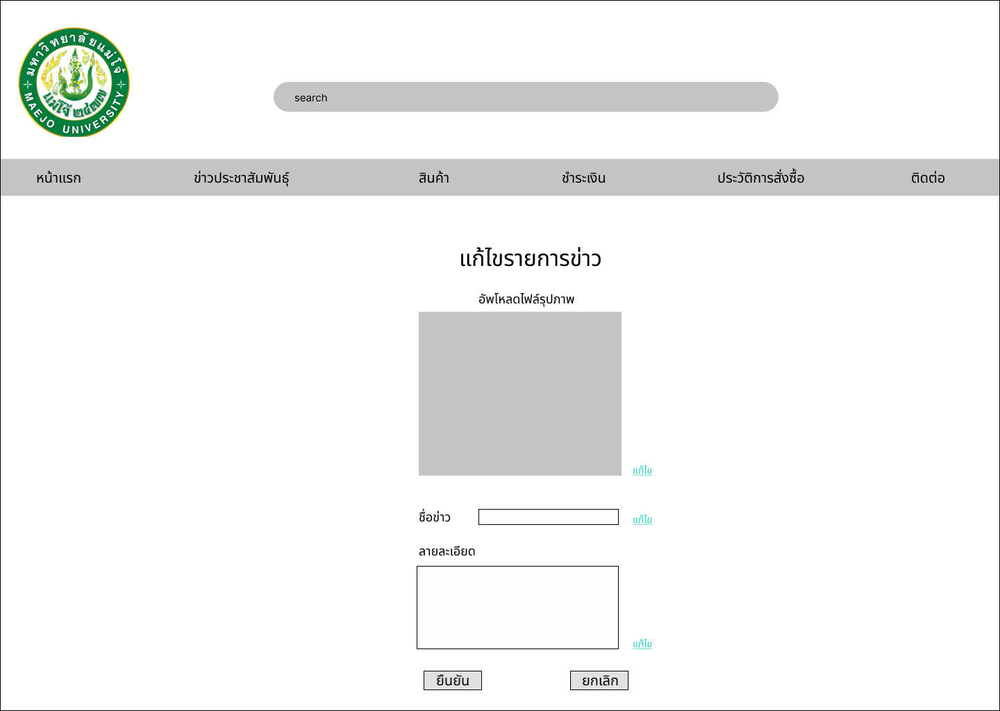 มหาวิทยาลัยแม่โจ้
แม่โจ้ ๒๔๗๗
MAEJO UNIVERSITY
search
หน้าแรก ข่าวประชาสัมพันธุ์ สินค้า ชำระเงิน ประวัติการสั่งซื้อ ติดต่อ
แก้ไขรายการข่าว
อัพโหลดไฟล์รุปภาพ
แก้ไข
ชื่อข่าว แก้ไข
ลายละเอียด
แก้ไข
ยืนยัน ยกเลิก